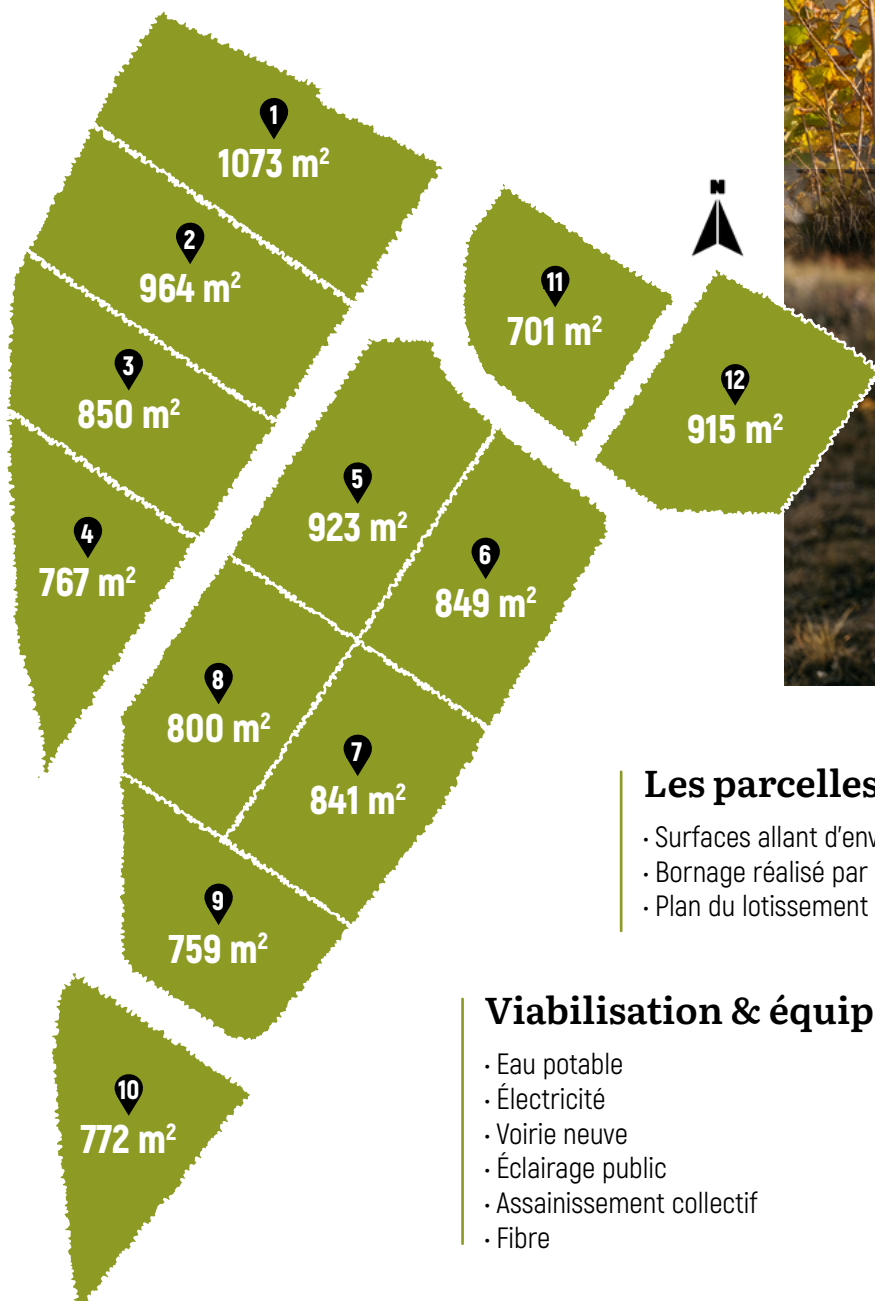 1
1073 m²
N
2
964 m²
11
701 m²
3
850 m²
12
915 m²
5
923 m²
4
767 m²
6
849 m²
8
800 m²
7
841 m²
Les parcelles
· Surfaces allant d'env
· Bornage réalisé par
· Plan du lotissement
9
759 m²
Viabilisation & équip
· Eau potable
· Électricité
· Voirie neuve
· Éclairage public
· Assainissement collectif
· Fibre
10
772 m²